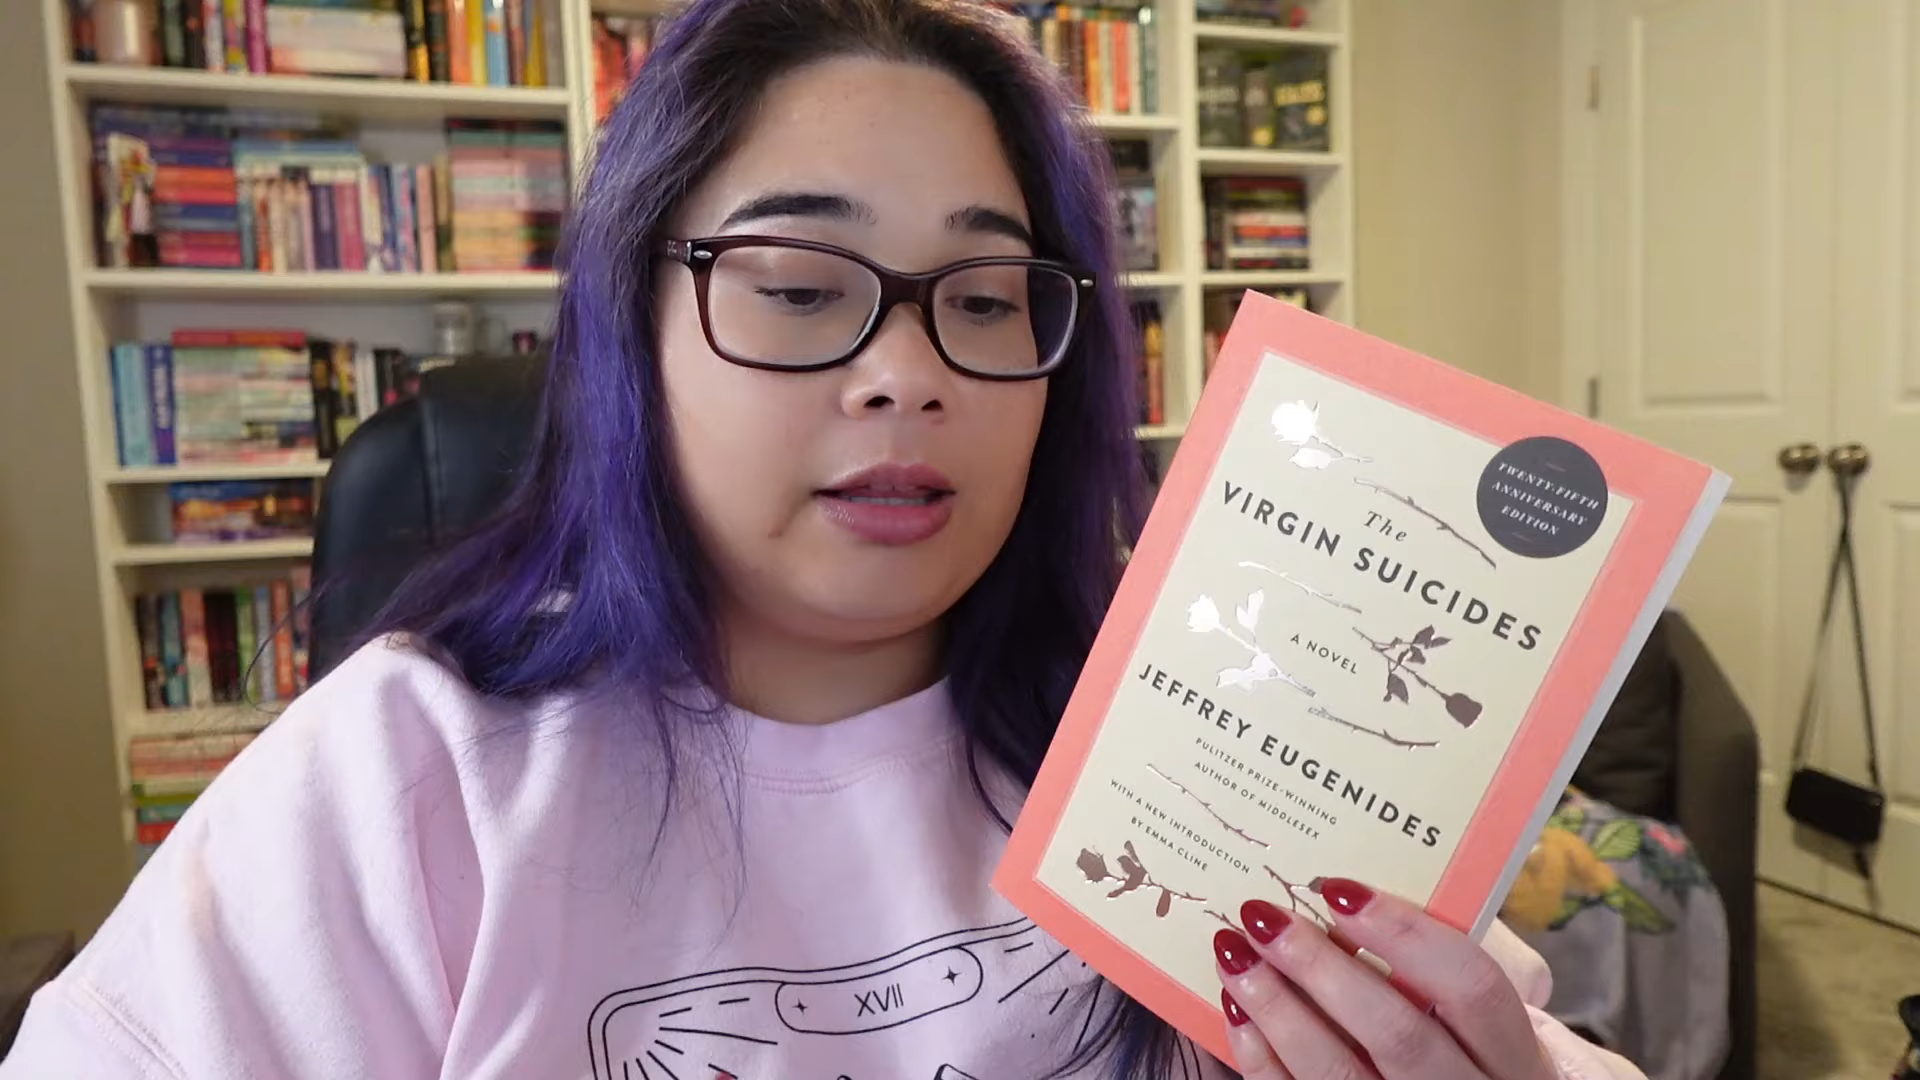 TWENTY-FIFTH
ANNIVERSARY
EDITION
The
VIRGIN SUICIDES
A NOVEL
JEFFREY EUGENIDES
PULITZER PRIZE-WINNING
AUTHOR OF MIDDLESEX
WITH A NEW INTRODUCTION
BY EMMA CLINE
XVII